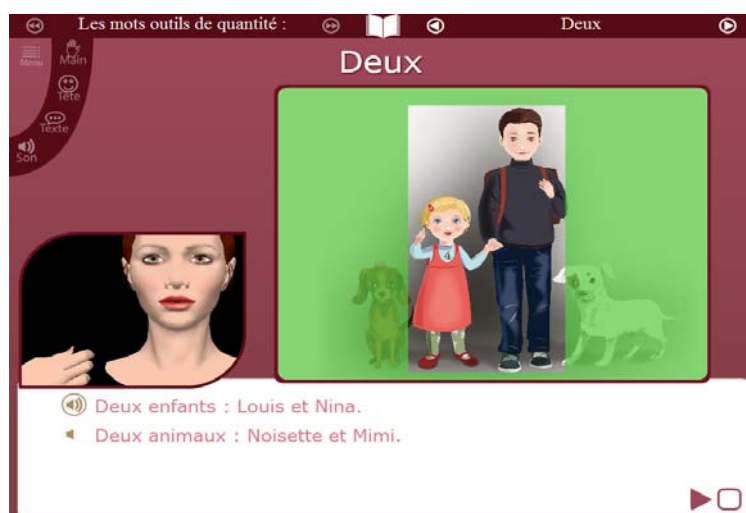 Les mots outils de quantité :
Deux
Menu
Main
Tête
Texte
Son
Deux
Deux enfants : Louis et Nina.
Deux animaux : Noisette et Mimi.